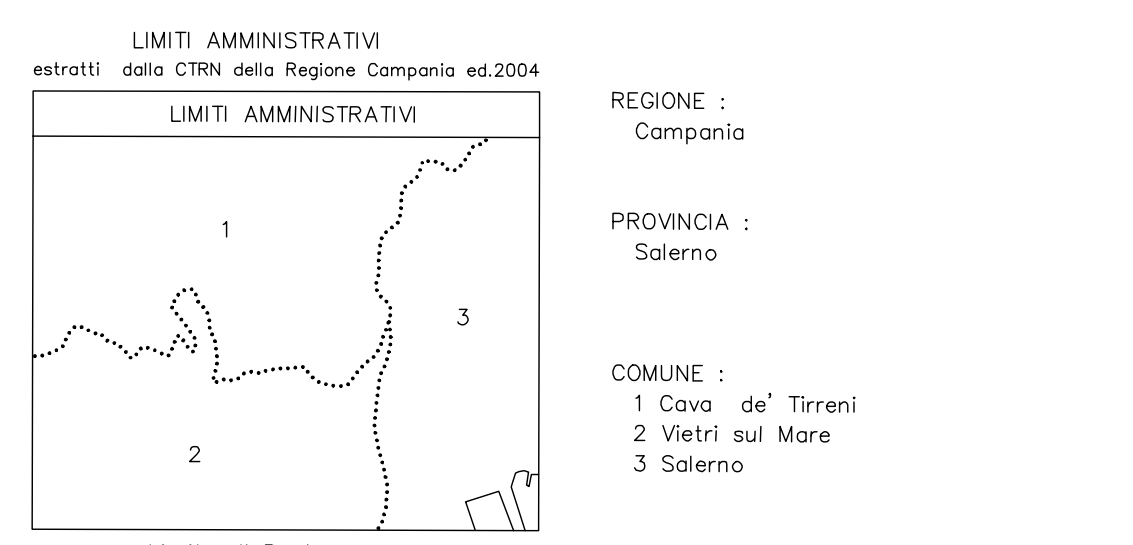 LIMITI AMMINISTRATIVI
estratti dalla CTRN della Regione Campania ed.2004
LIMITI AMMINISTRATIVI
1
3
2
REGIONE :
Campania
PROVINCIA :
Salerno
COMUNE :
1 Cava de' Tirreni
2 Vietri sul Mare
3 Salerno